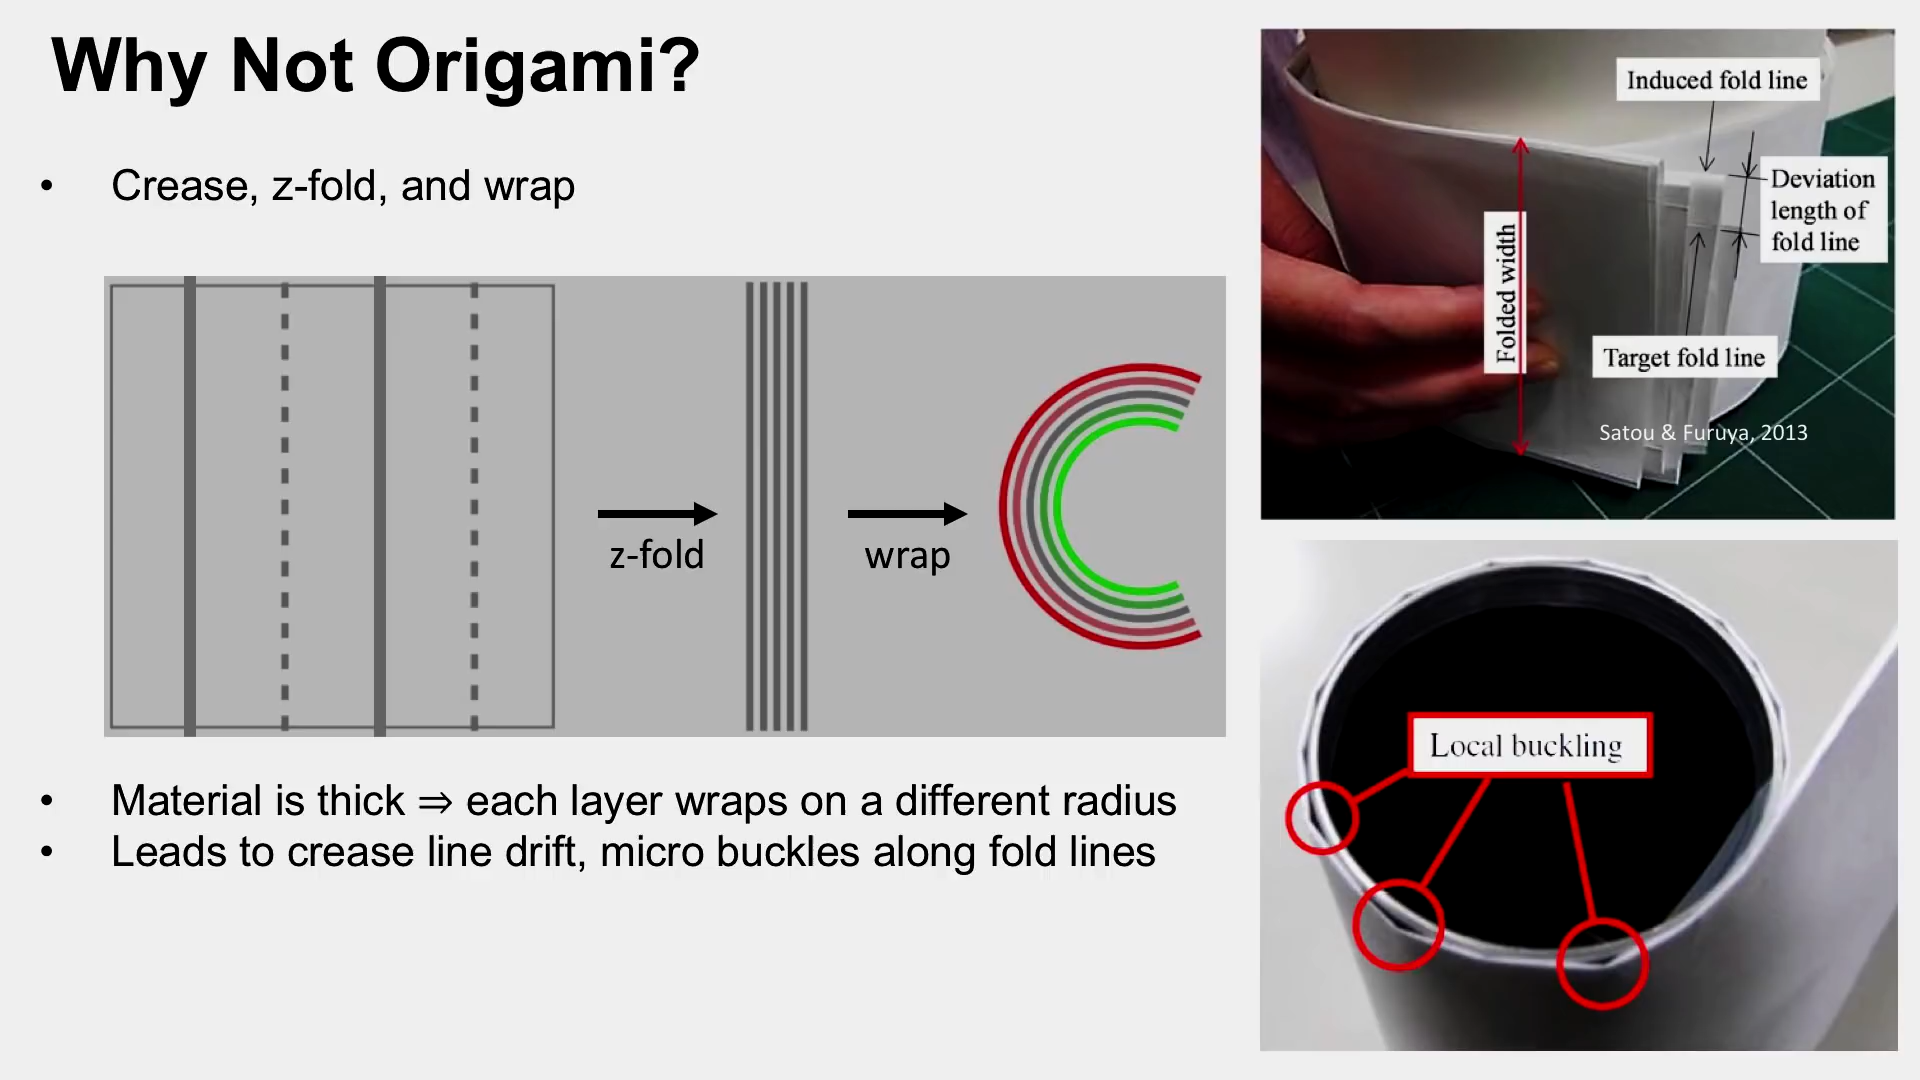 Why Not Origami?
• Crease, z-fold, and wrap
z-fold
wrap
• Material is thick ⇒ each layer wraps on a different radius
• Leads to crease line drift, micro buckles along fold lines
Induced fold line
Deviation
length of
fold line
Folded width
Target fold line
Satou & Furuya, 2013
Local buckling